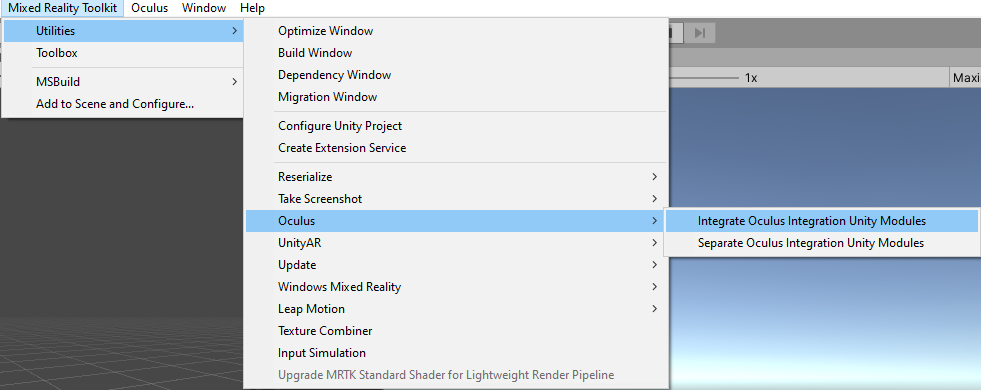 Mixed Reality Toolkit Oculus Window Help
Utilities
Toolbox
MSBuild
Add to Scene and Configure...
Optimize Window
Build Window
Dependency Window
Migration Window
Configure Unity Project
Create Extension Service
Reserialize
Take Screenshot
Oculus
UnityAR
Update
Windows Mixed Reality
Leap Motion
Texture Combiner
Input Simulation
Upgrade MRTK Standard Shader for Lightweight Render Pipeline
Integrate Oculus Integration Unity Modules
Separate Oculus Integration Unity Modules
1x Maxi